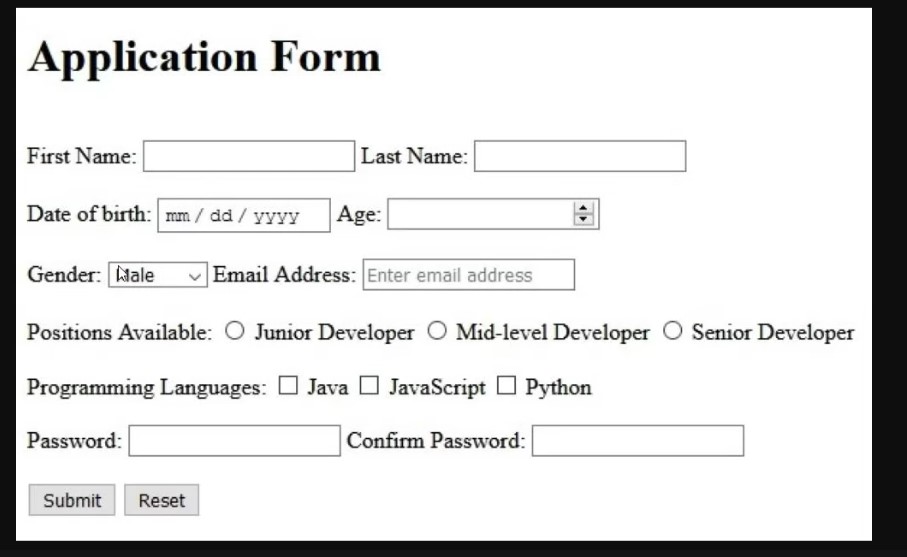 Application Form
First Name: Last Name:
Date of birth: mm / dd / yyyy Age:
Gender: Male Email Address: Enter email address
Positions Available: Junior Developer Mid-level Developer Senior Developer
Programming Languages: Java JavaScript Python
Password: Confirm Password:
Submit Reset